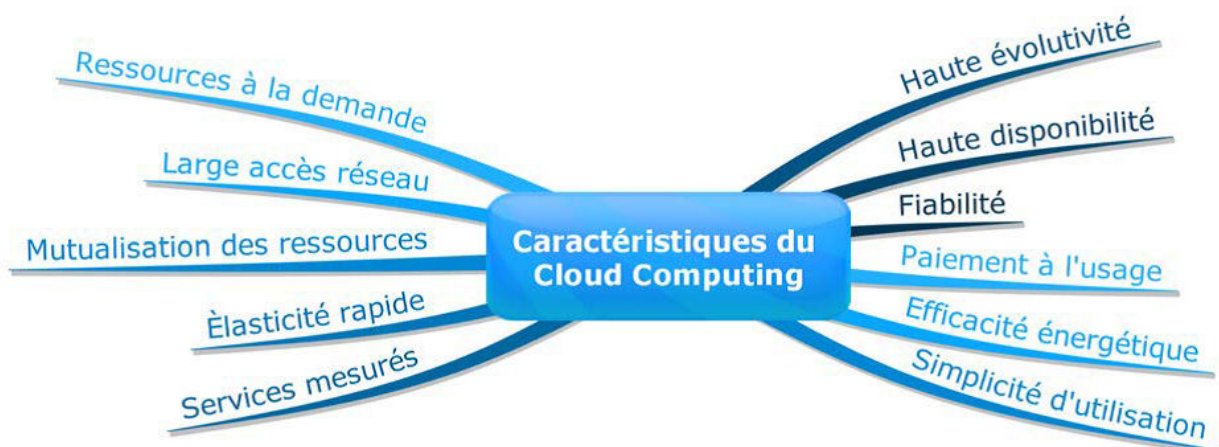 Ressources à la demande
Large accès réseau
Mutualisation des ressources
Èlasticité rapide
Services mesurés
Caractéristiques du
Cloud Computing
Haute évolutivité
Haute disponibilité
Fiabilité
Paiement à l'usage
Efficacité énergétique
Simplicité d'utilisation